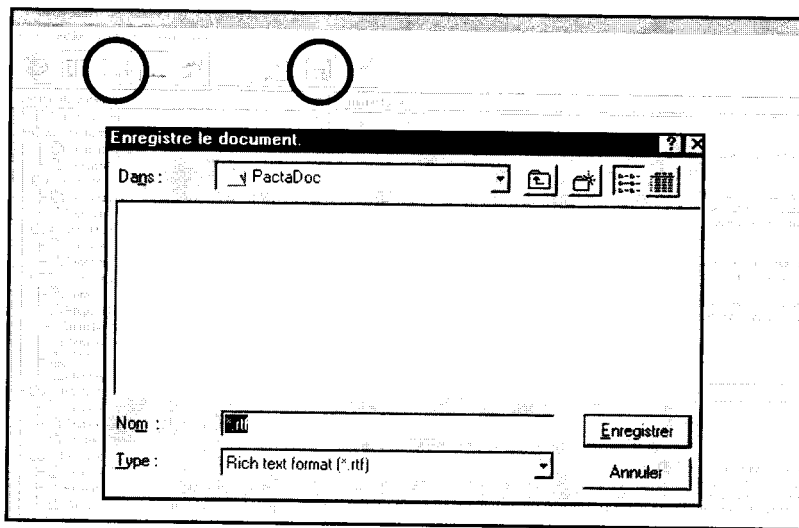 Enregistre le document.
Dans : PactaDoc
Nom : *.rtf
Type : Rich text format (*.rtf)
Enregistrer
Annuler